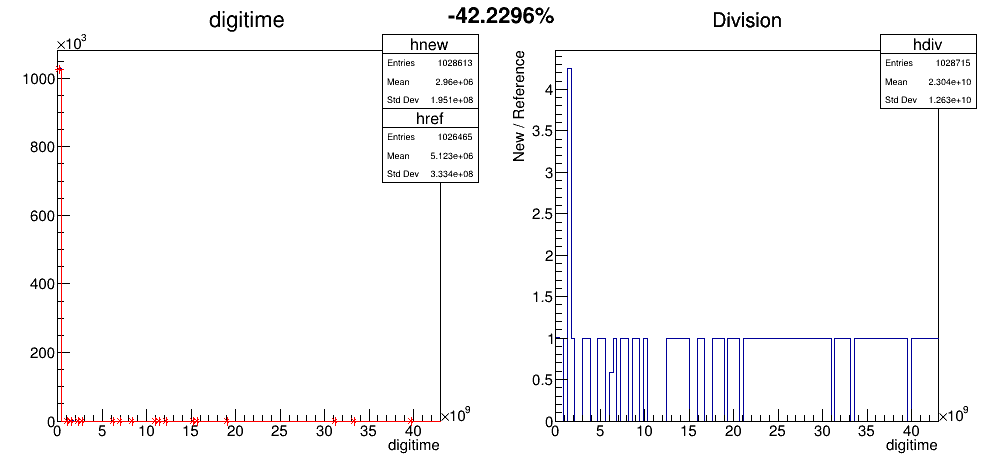 -42.2296%
digitime
×10³
hnew
Entries 1028613
Mean 2.96e+06
Std Dev 1.951e+08
href
Entries 1026465
Mean 5.123e+06
Std Dev 3.334e+08
1000
800
600
400
200
0
0 5 10 15 20 25 30 35 40 ×10⁹
digitime
Division
hdiv
Entries 1028715
Mean 2.304e+10
Std Dev 1.263e+10
New / Reference
4
3.5
3
2.5
2
1.5
1
0.5
0
0 5 10 15 20 25 30 35 40 ×10⁹
digitime